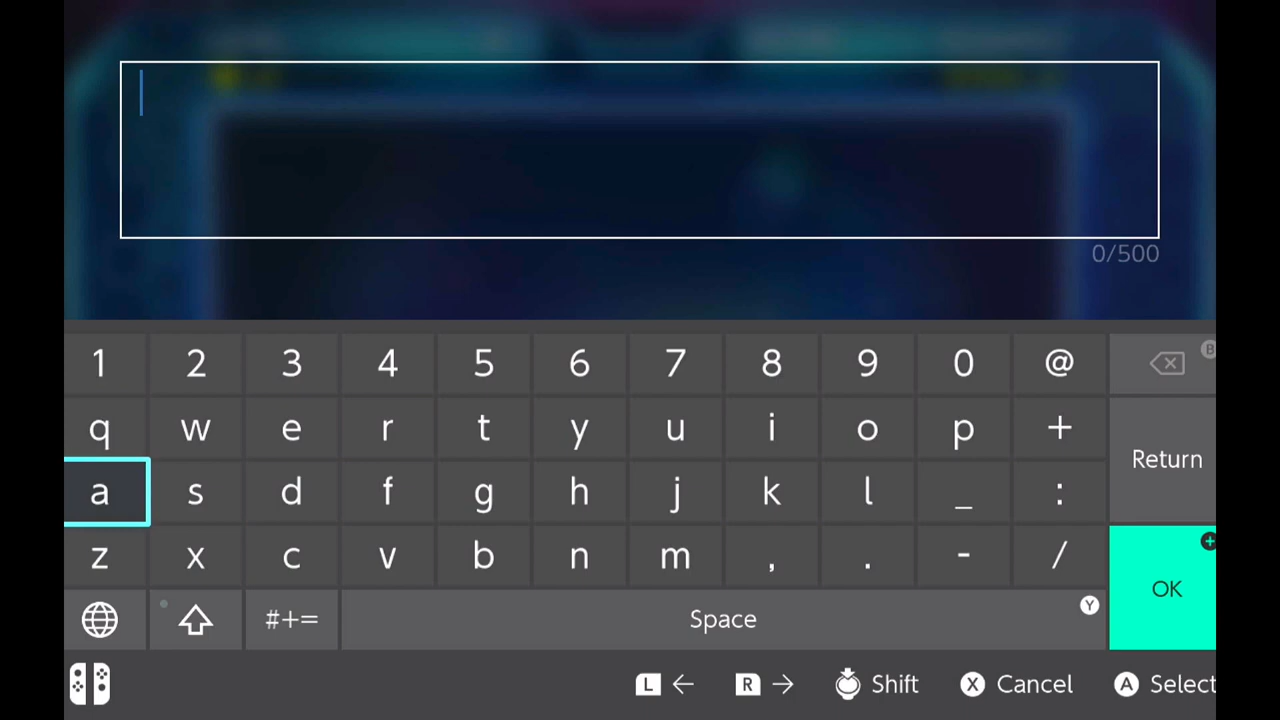 0/500
1 2 3 4 5 6 7 8 9 0 @ B
q w e r t y u i o p +
Return
a s d f g h j k l _ :
z x c v b n m , . - /
OK
#+= Space Y
L ← R → Shift X Cancel A Select